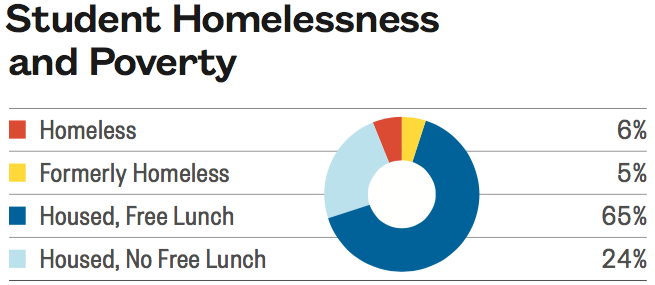 Student Homelessness
and Poverty
Homeless 6%
Formerly Homeless 5%
Housed, Free Lunch 65%
Housed, No Free Lunch 24%